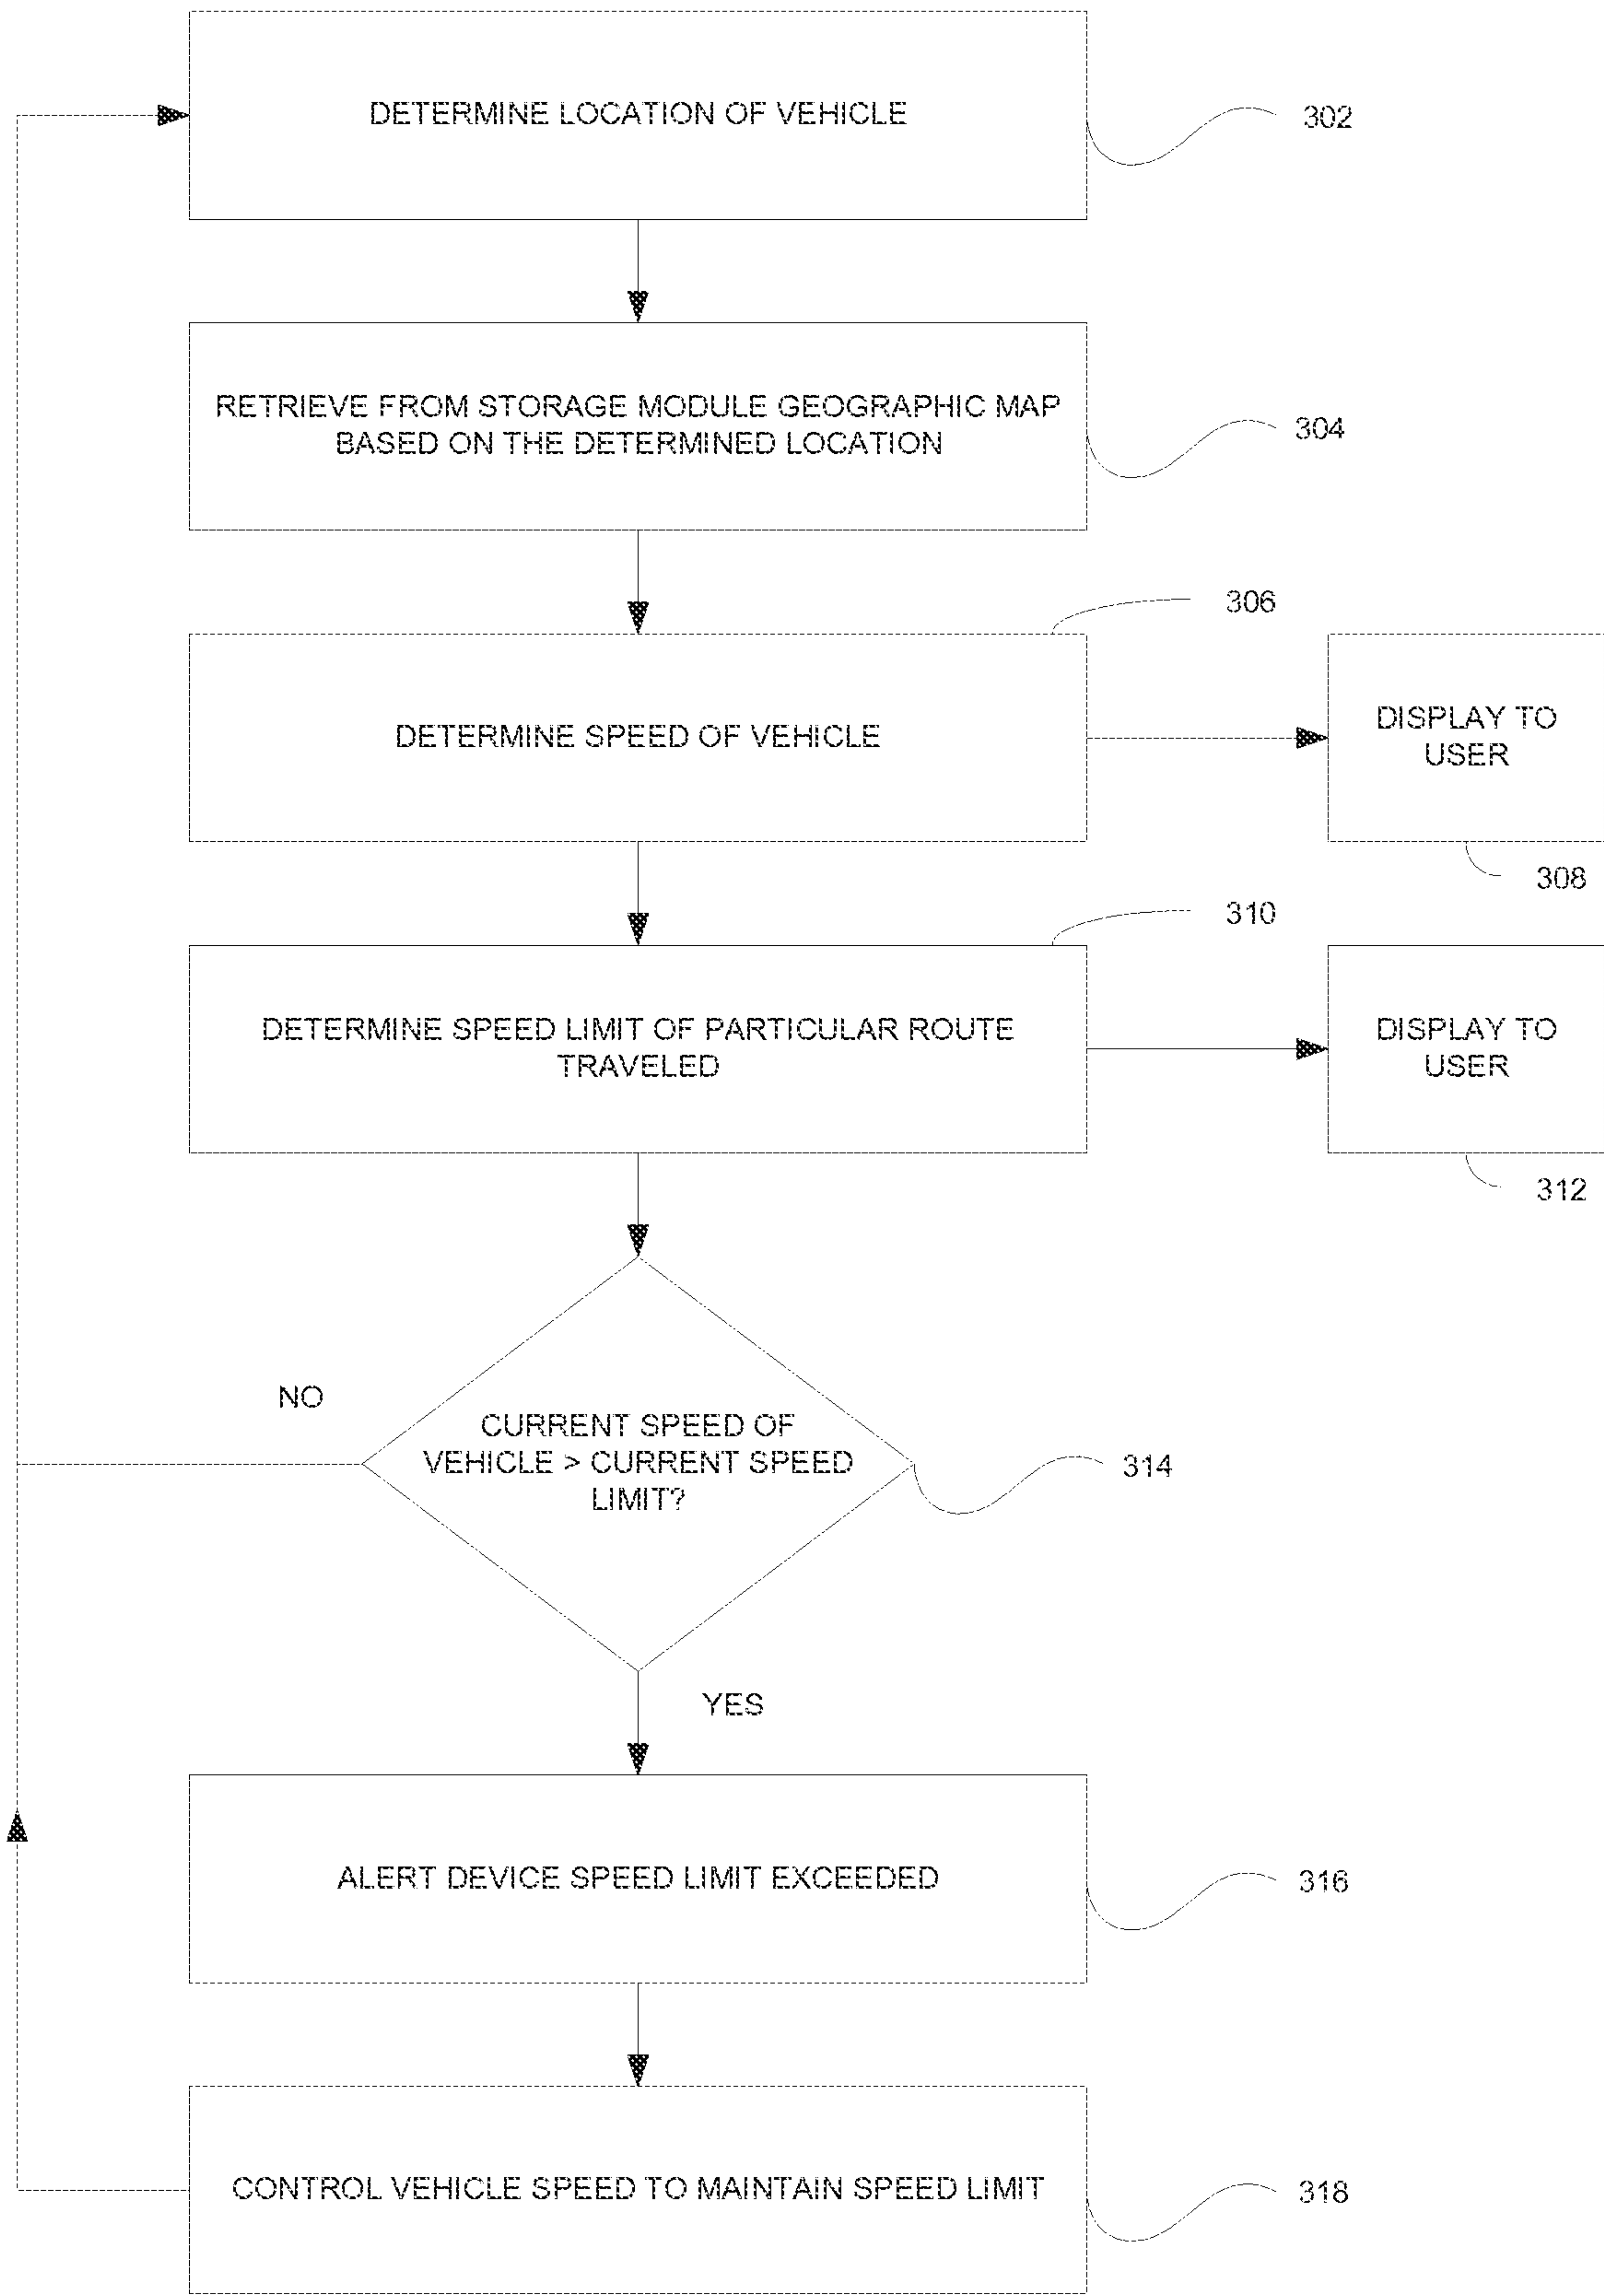 DETERMINE LOCATION OF VEHICLE
302
RETRIEVE FROM STORAGE MODULE GEOGRAPHIC MAP
BASED ON THE DETERMINED LOCATION
304
306
DETERMINE SPEED OF VEHICLE
DISPLAY TO
USER
308
310
DETERMINE SPEED LIMIT OF PARTICULAR ROUTE
TRAVELED
DISPLAY TO
USER
312
NO
CURRENT SPEED OF
VEHICLE > CURRENT SPEED
LIMIT?
314
YES
ALERT DEVICE SPEED LIMIT EXCEEDED
316
CONTROL VEHICLE SPEED TO MAINTAIN SPEED LIMIT
318